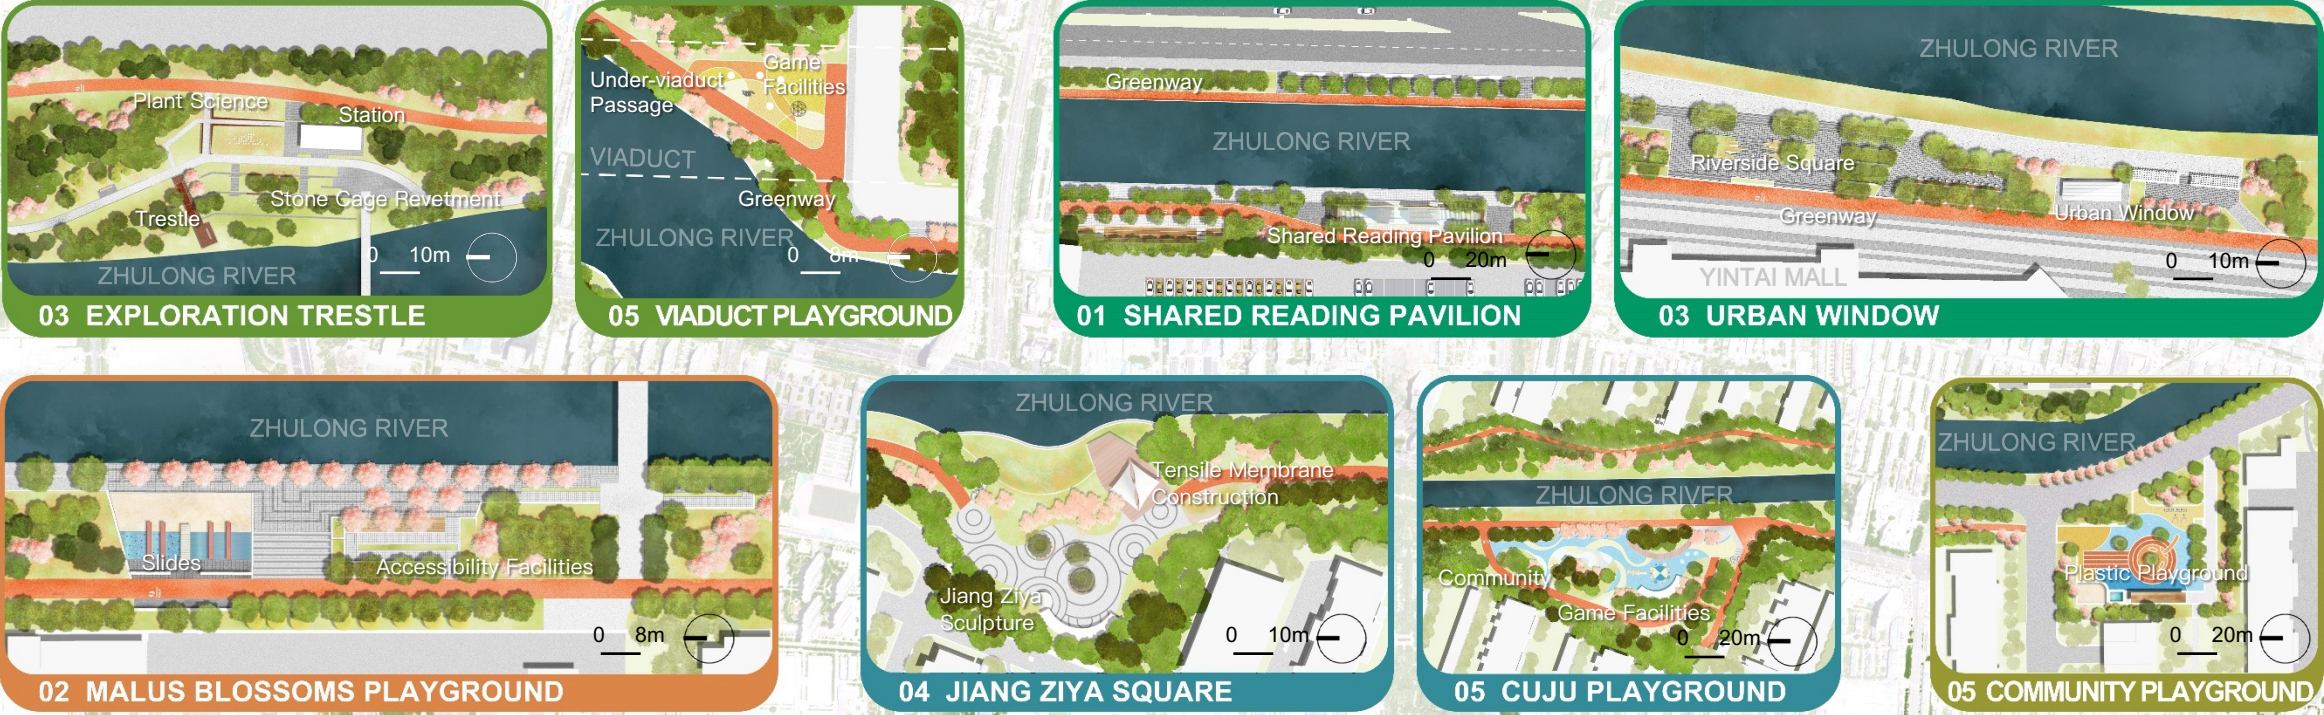 Plant Science
Station
Stone Cage Revetment
Trestle
0 10m
ZHULONG RIVER
03 EXPLORATION TRESTLE
Game
Facilities
Under-viaduct
Passage
VIADUCT
Greenway
ZHULONG RIVER
0 8m
05 VIADUCT PLAYGROUND
Greenway
ZHULONG RIVER
Shared Reading Pavilion
0 20m
01 SHARED READING PAVILION
ZHULONG RIVER
Riverside Square
Greenway
Urban Window
0 10m
YINTAI MALL
03 URBAN WINDOW
ZHULONG RIVER
Slides
Accessibility Facilities
0 8m
02 MALUS BLOSSOMS PLAYGROUND
ZHULONG RIVER
Tensile Membrane
Construction
Jiang Ziya
Sculpture
0 10m
04 JIANG ZIYA SQUARE
ZHULONG RIVER
Community
Game Facilities
0 20m
05 CUJU PLAYGROUND
ZHULONG RIVER
Plastic Playground
0 20m
05 COMMUNITY PLAYGROUND